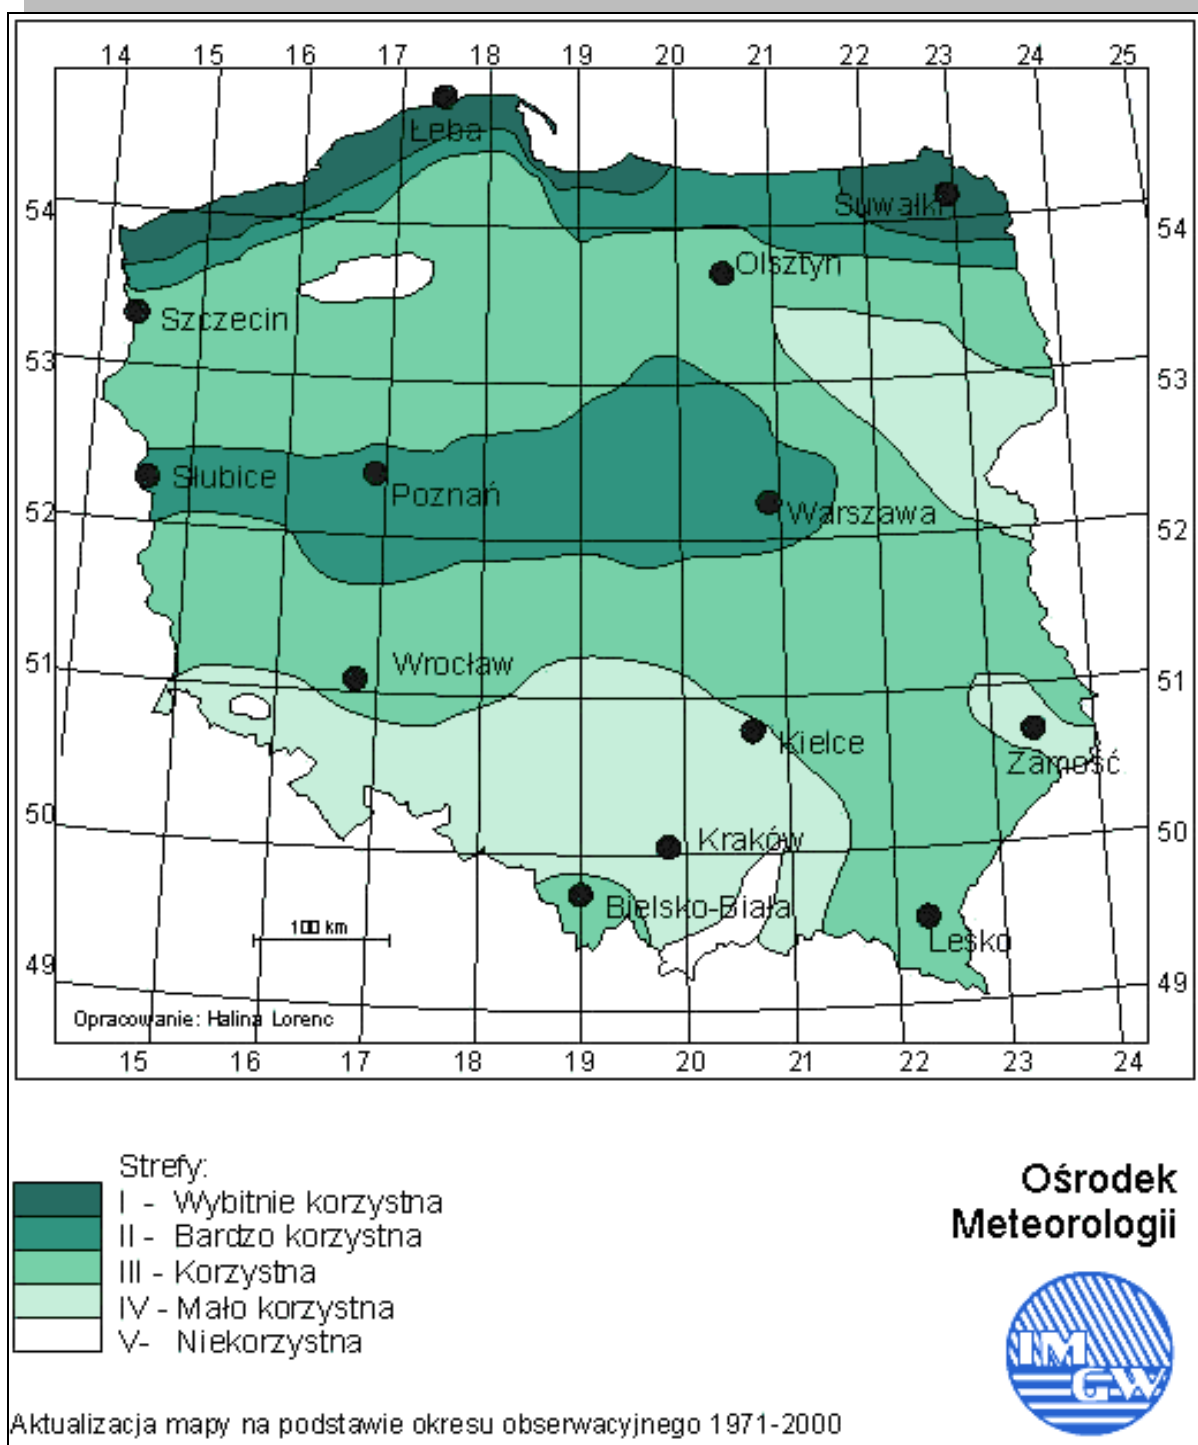 14 15 16 17 18 19 20 21 22 23 24 25
Łeba
Suwałki
54 54
Olsztyn
Szczecin
53 53
Słubice
Poznań
Warszawa
52 52
51 Wrocław 51
Kielce
Zamość
50 50
Kraków
Bielsko-Biała
100 km
Lesko
49 49
Opracowanie: Halina Lorenc
15 16 17 18 19 20 21 22 23 24
Strefy:
I - Wybitnie korzystna
II - Bardzo korzystna
III - Korzystna
IV - Mało korzystna
V- Niekorzystna
Ośrodek
Meteorologii
IM
GW
Aktualizacja mapy na podstawie okresu obserwacyjnego 1971-2000